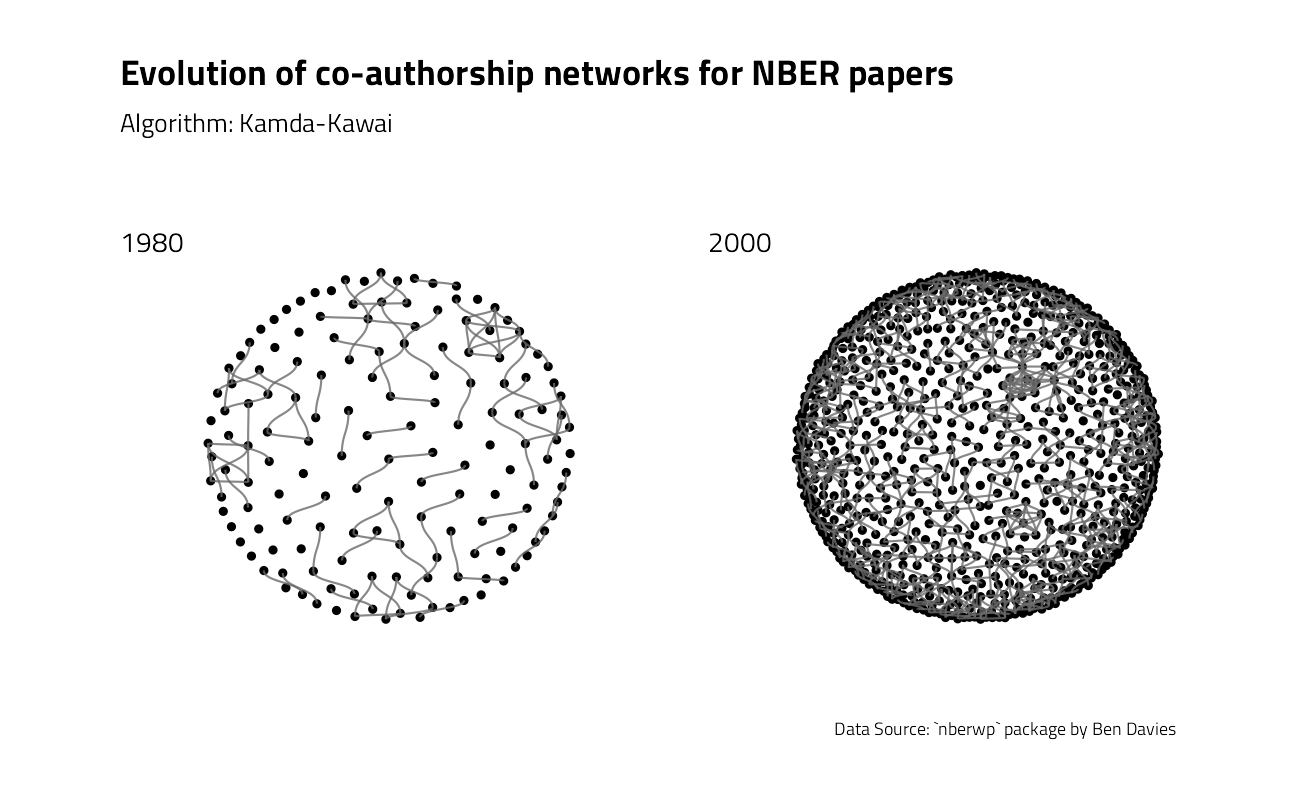 Evolution of co-authorship networks for NBER papers
Algorithm: Kamda-Kawai
1980
2000
Data Source: `nberwp` package by Ben Davies